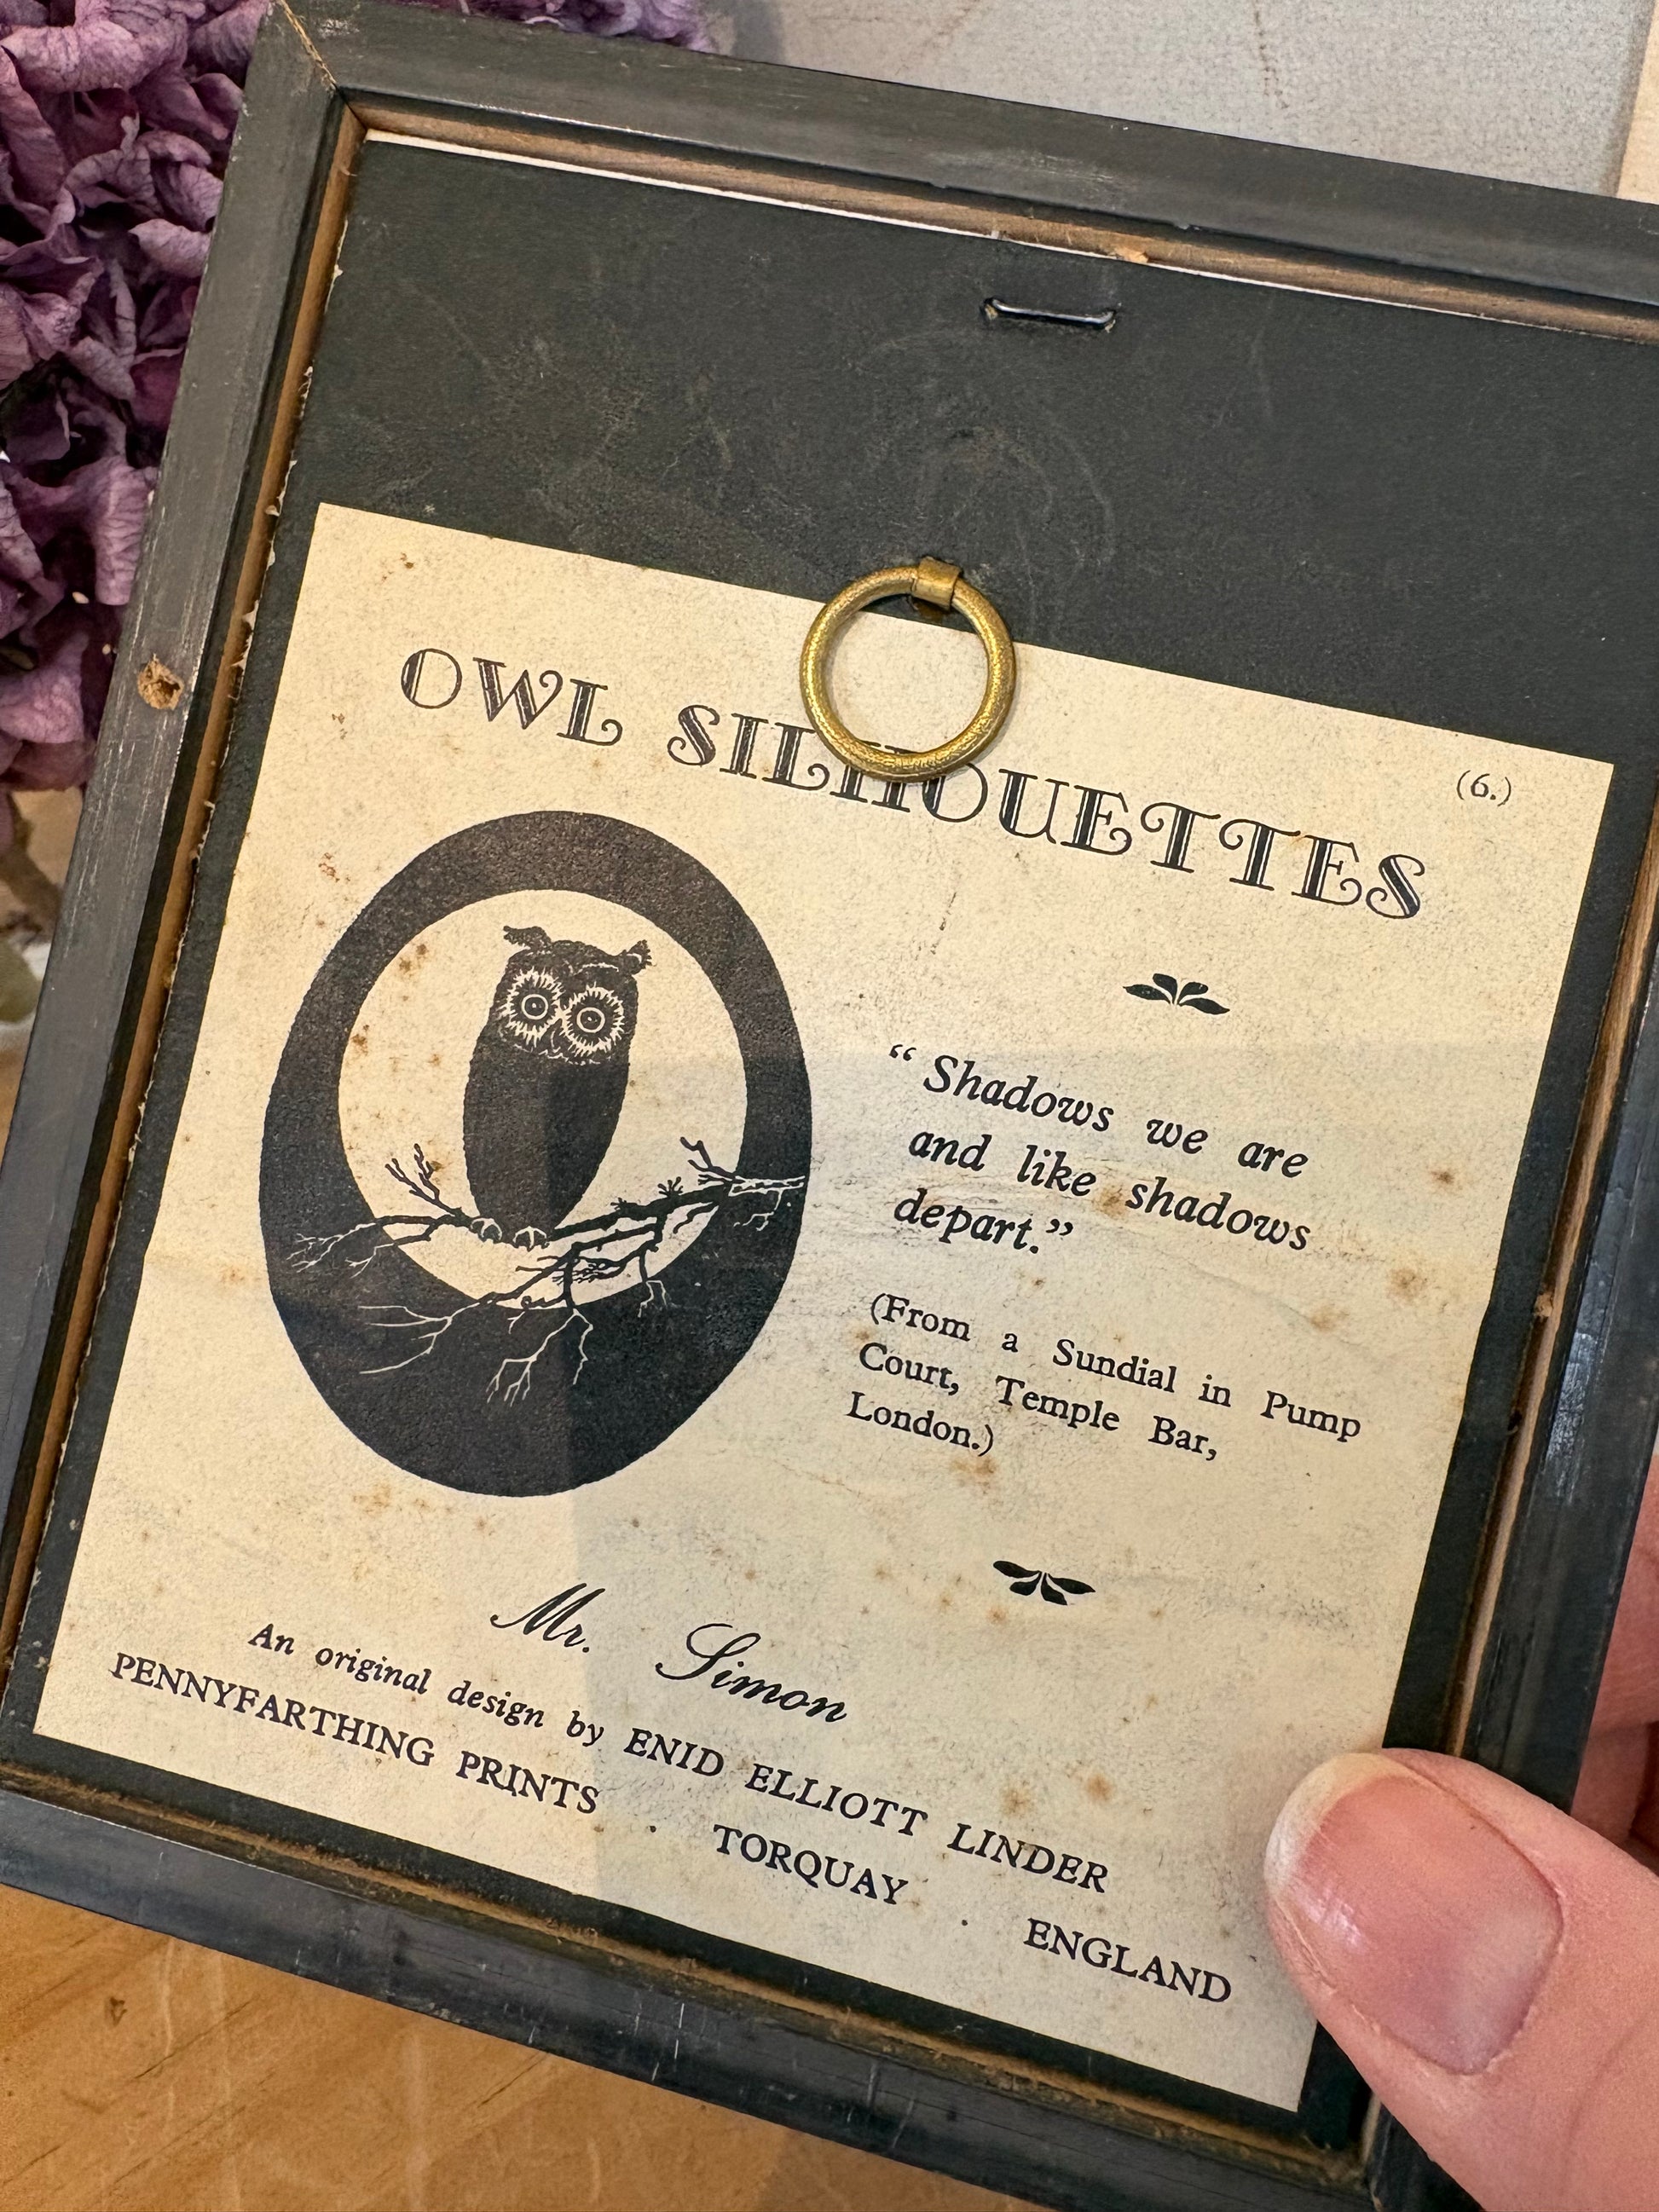 OWL SILHOUETTES
(6.)
“ Shadows we are
and like shadows
depart.”
(From a Sundial in Pump
Court, Temple Bar,
London.)
Mr. Simon
An original design by ENID ELLIOTT LINDER
PENNYFARTHING PRINTS . TORQUAY . ENGLAND